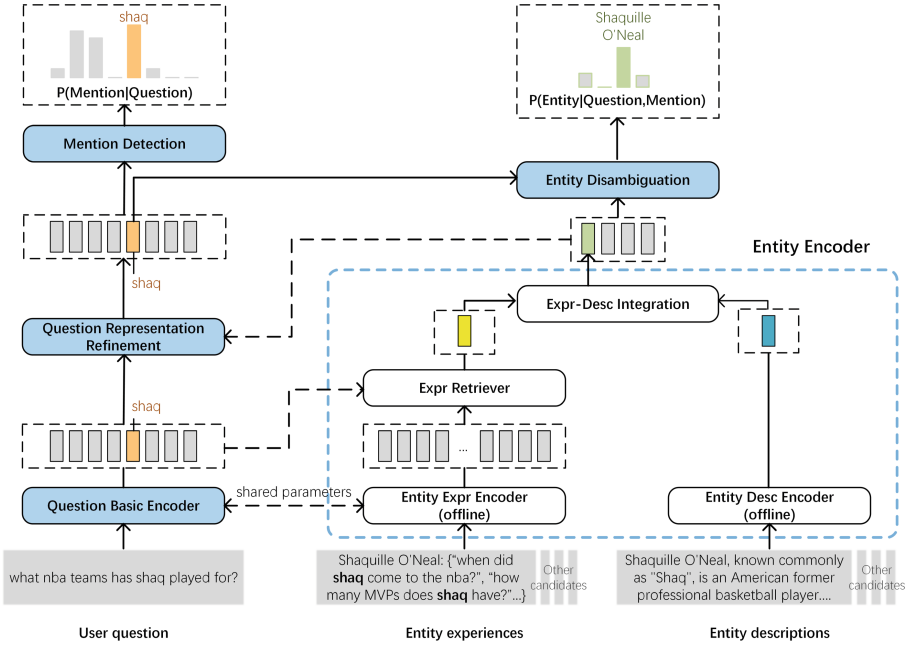 shaq
P(Mention|Question)
Mention Detection
shaq
Question Representation
Refinement
shaq
Question Basic Encoder
what nba teams has shaq played for?
User question
Shaquille
O'Neal
P(Entity|Question,Mention)
Entity Disambiguation
Entity Encoder
Expr-Desc Integration
Expr Retriever
...
shared parameters
Entity Expr Encoder
(offline)
Entity Desc Encoder
(offline)
Shaquille O'Neal: {“when did
shaq come to the nba?”, “how
many MVPs does shaq have?”...}
Other
candidates
Shaquille O'Neal, known commonly
as "Shaq", is an American former
professional basketball player....
Other
candidates
Entity experiences
Entity descriptions